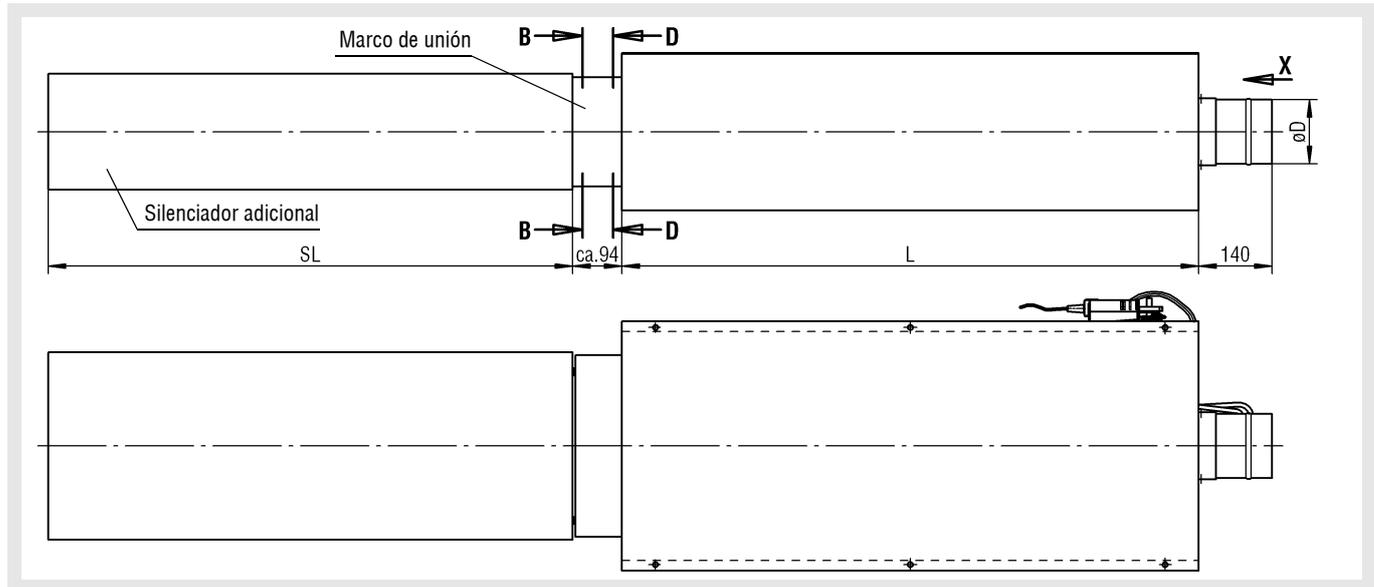 Marco de unión
B
D
X
øD
Silenciador adicional
B
D
SL
ca.94
L
140